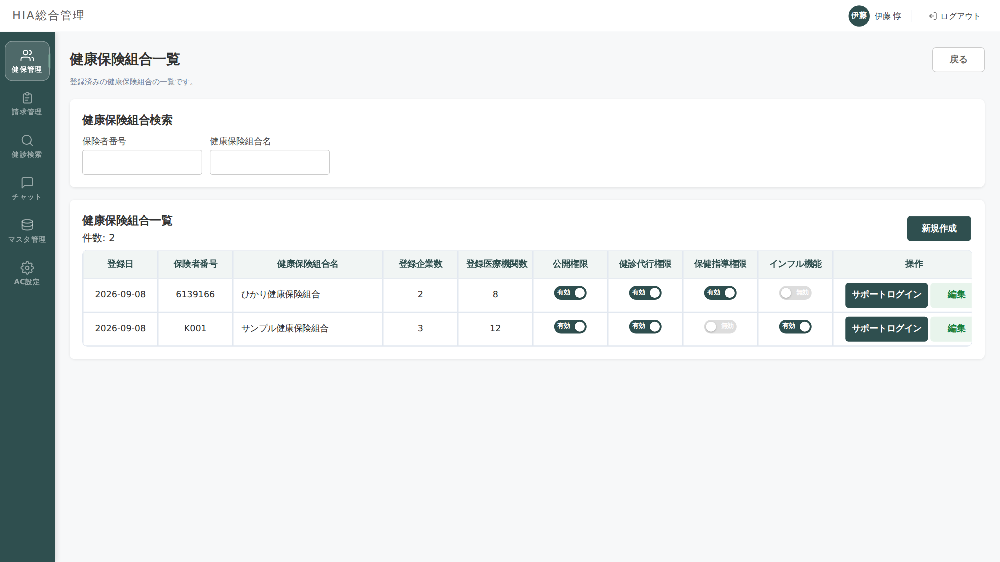 HIA総合管理
伊藤 伊藤 惇 ログアウト
健保管理
請求管理
健診検索
チャット
マスタ管理
AC設定
健康保険組合一覧
戻る
登録済みの健康保険組合の一覧です。
健康保険組合検索
保険者番号 健康保険組合名
健康保険組合一覧
件数: 2
新規作成
登録日 保険者番号 健康保険組合名 登録企業数 登録医療機関数 公開権限 健診代行権限 保健指導権限 インフル機能 操作
2026-09-08 6139166 ひかり健康保険組合 2 8 有効 有効 有効 無効 サポートログイン 編集
2026-09-08 K001 サンプル健康保険組合 3 12 有効 有効 無効 有効 サポートログイン 編集